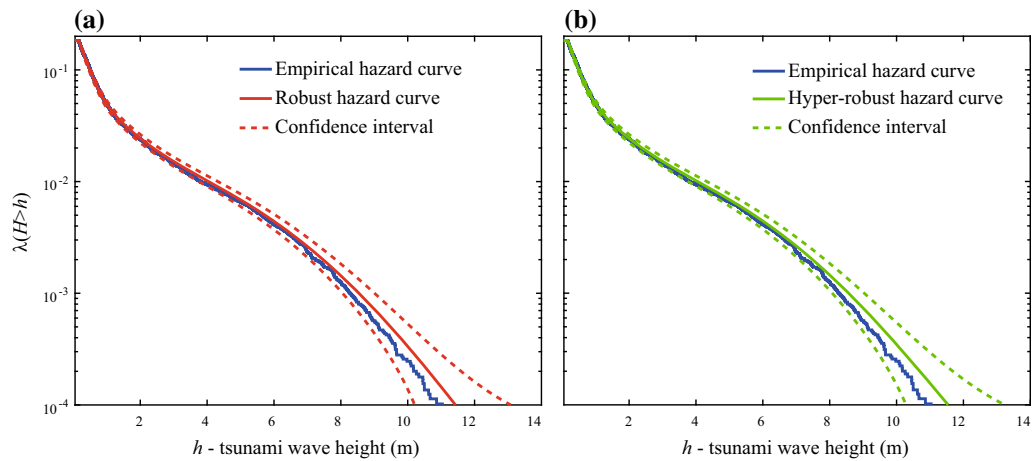 (a)
Empirical hazard curve
Robust hazard curve
Confidence interval
λ(H>h)
10⁻¹
10⁻²
10⁻³
10⁻⁴
2 4 6 8 10 12 14
h - tsunami wave height (m)
(b)
Empirical hazard curve
Hyper-robust hazard curve
Confidence interval
2 4 6 8 10 12 14
h - tsunami wave height (m)